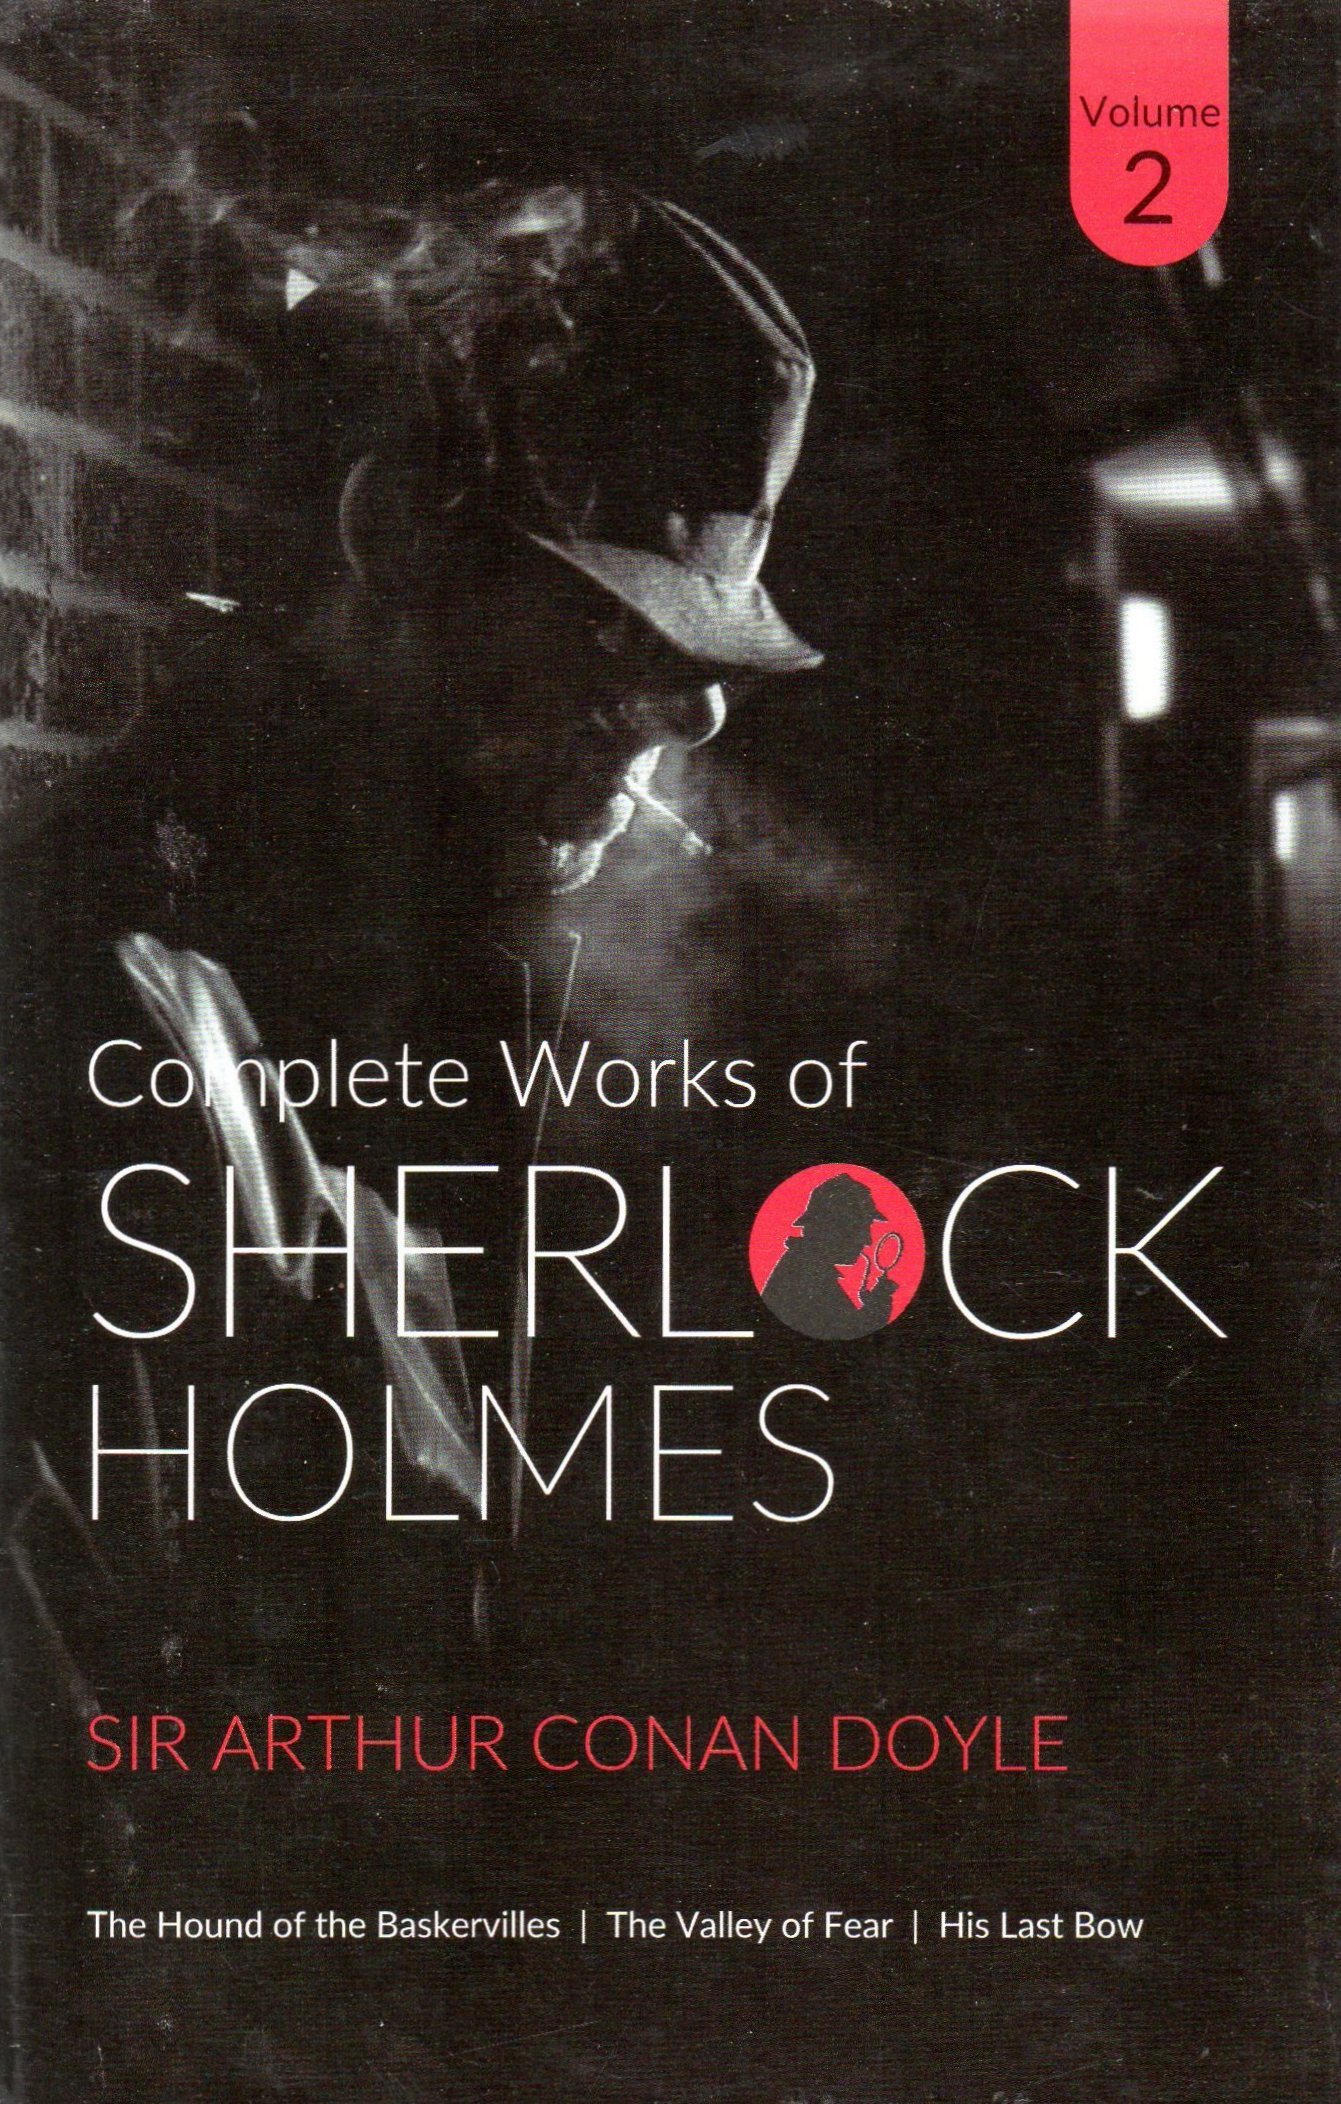 Volume
2
Complete Works of
SHERLOCK
HOLMES
SIR ARTHUR CONAN DOYLE
The Hound of the Baskervilles | The Valley of Fear | His Last Bow